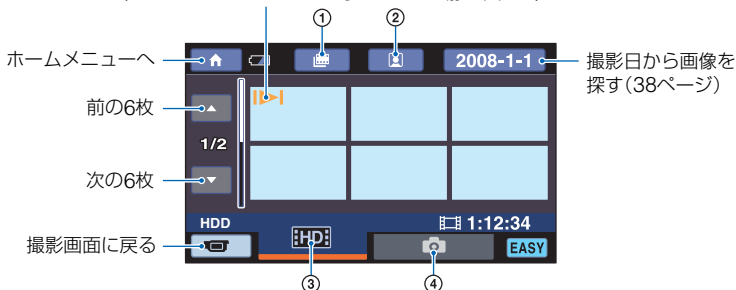 ① ②
ホームメニューへ
2008-1-1
撮影日から画像を
探す(38ページ)
前の6枚
1/2
次の6枚
HDD
1:12:34
撮影画面に戻る
HD
EASY
③ ④